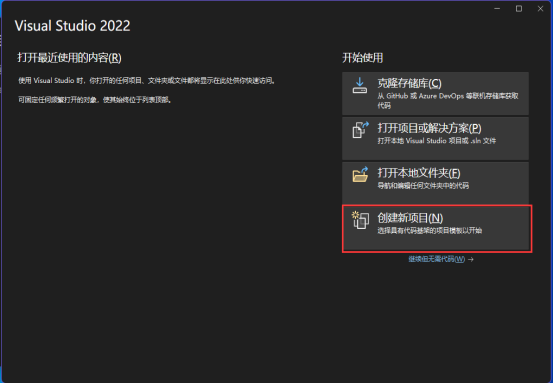 Visual Studio 2022
打开最近使用的内容(R)
使用 Visual Studio 时，你打开的任何项目、文件夹或文件都将显示在此处供你快速访问。
可固定任何频繁打开的对象，使其始终位于列表顶部。
开始使用
克隆存储库(C)
从 GitHub 或 Azure DevOps 等联机存储库获取
代码
打开项目或解决方案(P)
打开本地 Visual Studio 项目或 .sln 文件
打开本地文件夹(F)
导航和编辑任何文件夹中的代码
创建新项目(N)
选择具有代码基架的项目模板以开始
继续但无需代码(W) →